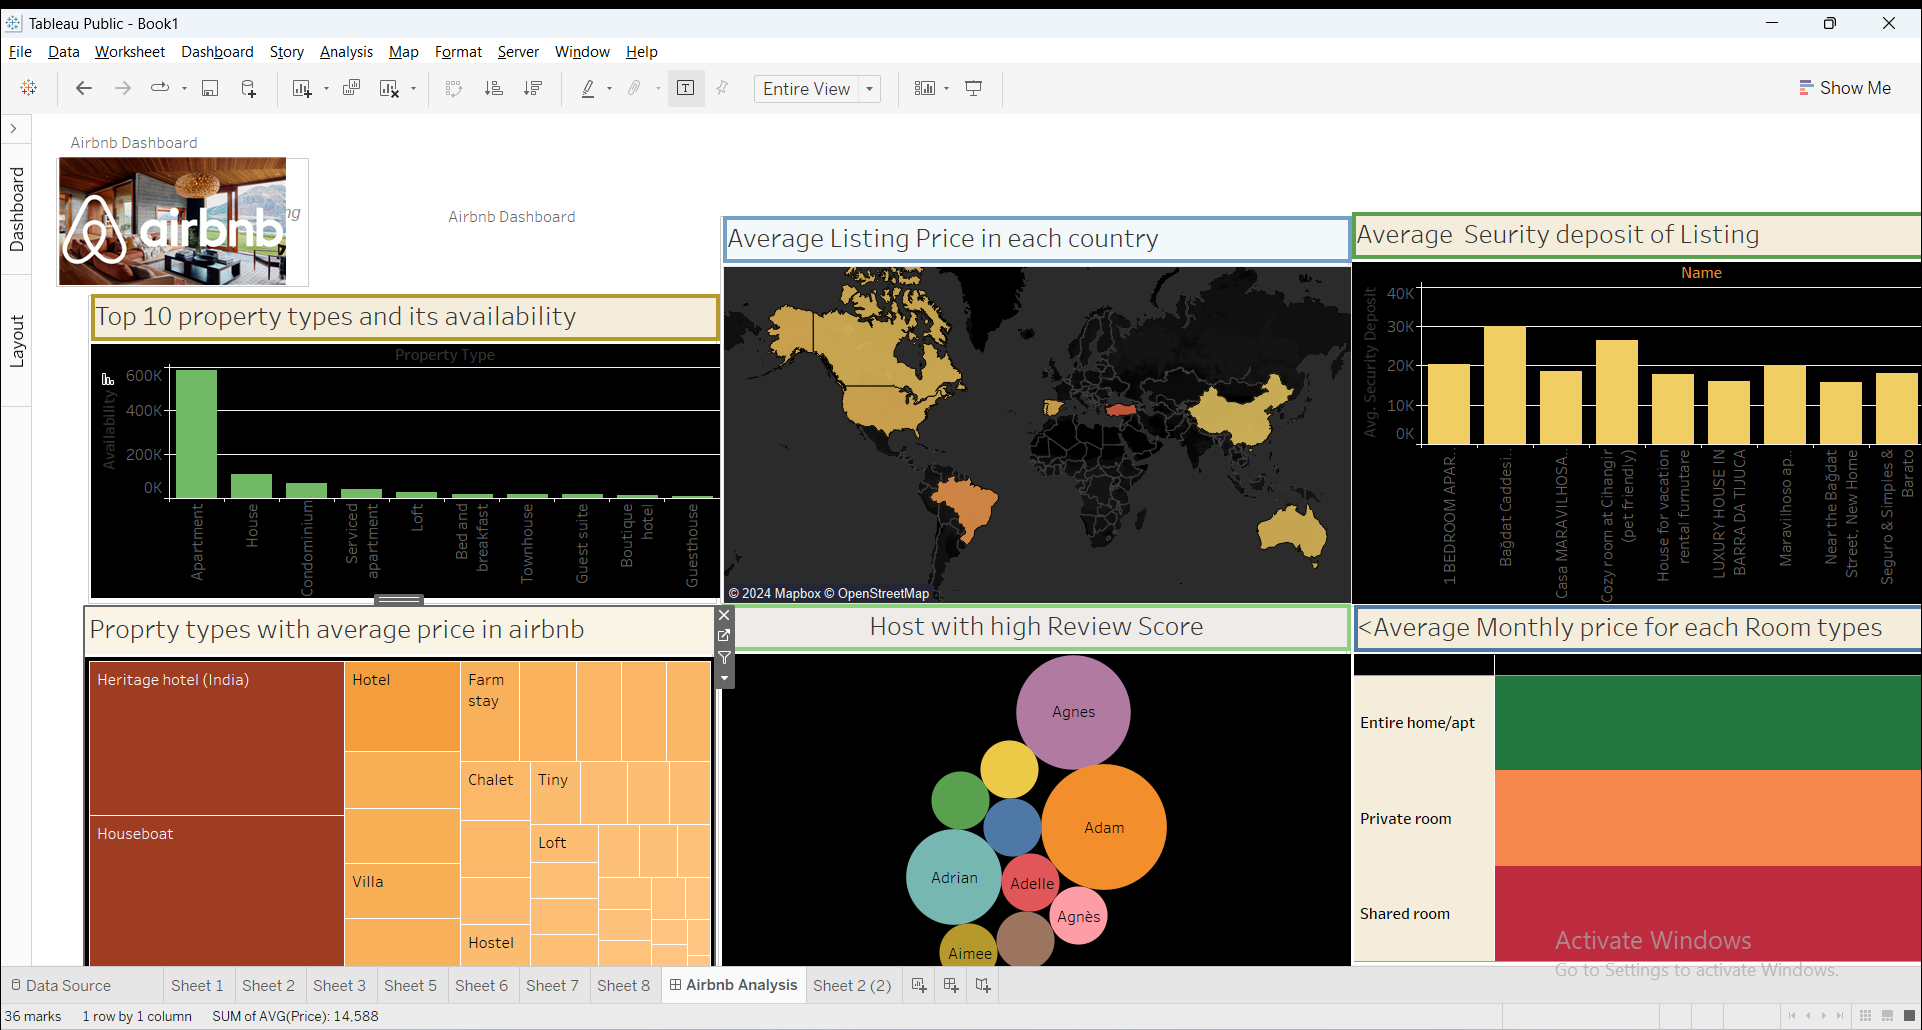 Tableau Public - Book1
File Data Worksheet Dashboard Story Analysis Map Format Server Window Help
Entire View
Show Me
Dashboard
Layout
Airbnb Dashboard
airbnb
ng
Airbnb Dashboard
Top 10 property types and its availability
Property Type
Availability
600K
400K
200K
0K
Apartment
House
Condominium
Serviced
apartment
Loft
Bed and
breakfast
Townhouse
Guest suite
Boutique
hotel
Guesthouse
Average Listing Price in each country
© 2024 Mapbox © OpenStreetMap
Average  Seurity deposit of Listing
Name
Avg. Security Deposit
40K
30K
20K
10K
0K
1 BEDROOM APAR..
Bağdat Caddesi..
Casa MARAVILHOSA..
Cozy room at Cihangir
(pet friendly)
House for vacation
rental furnutare
LUXURY HOUSE IN
BARRA DA TIJUCA
Maravilhoso ap..
Near the Bağdat
Street, New Home
Seguro & Simples &
Barato
Proprty types with average price in airbnb
Heritage hotel (India)
Houseboat
Hotel
Villa
Farm
stay
Chalet
Tiny
Loft
Hostel
Host with high Review Score
Agnes
Adam
Adrian
Adelle
Agnès
Aimee
<Average Monthly price for each Room types
Entire home/apt
Private room
Shared room
Activate Windows
Go to Settings to activate Windows.
Data Source
Sheet 1 Sheet 2 Sheet 3 Sheet 5 Sheet 6 Sheet 7 Sheet 8 Airbnb Analysis Sheet 2 (2)
36 marks 1 row by 1 column SUM of AVG(Price): 14,588